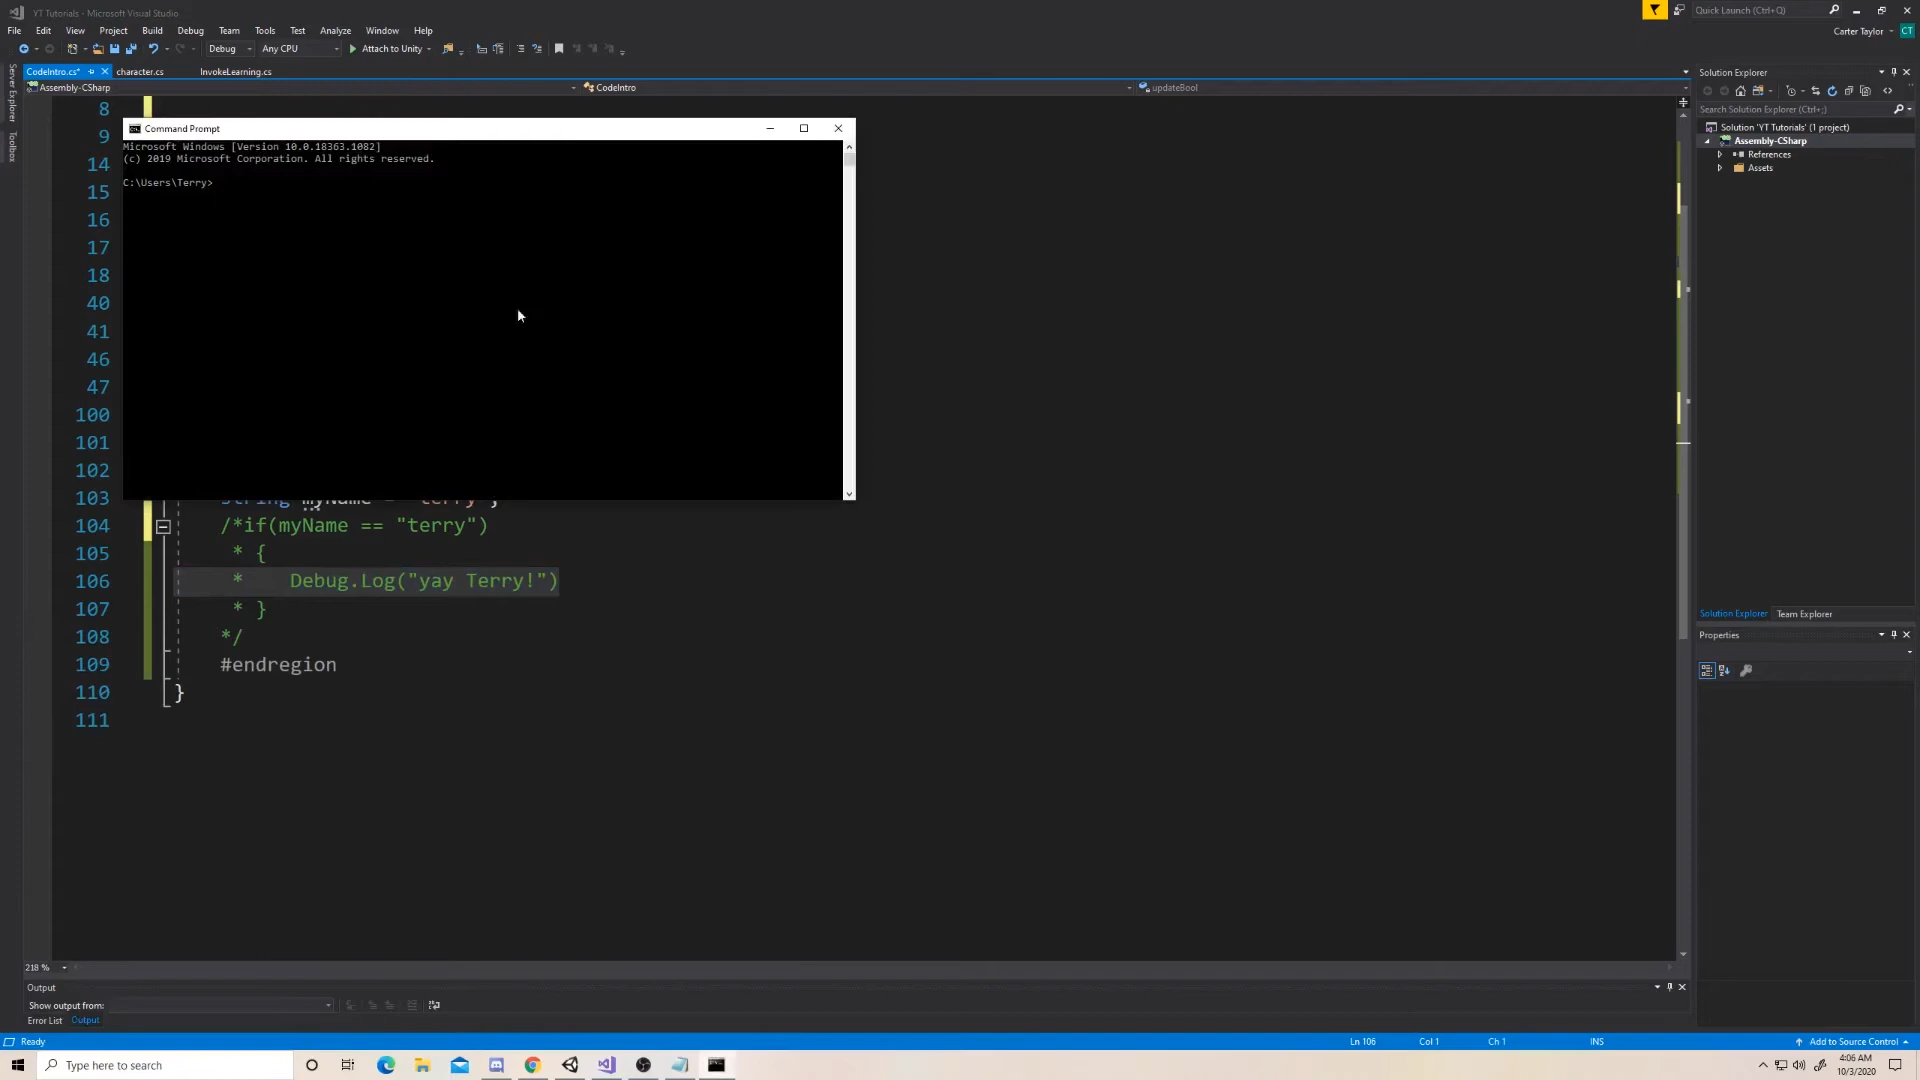 YT Tutorials - Microsoft Visual Studio
Quick Launch (Ctrl+Q)
File Edit View Project Build Debug Team Tools Test Analyze Window Help
Carter Taylor CT
Debug Any CPU Attach to Unity
CodeIntro.cs* character.cs InvokeLearning.cs
Assembly-CSharp CodeIntro updateBool
Server Explorer
Toolbox
8
9
14
15
16
17
18
40
41
46
47
100
101
102
Command Prompt
Microsoft Windows [Version 10.0.18363.1082]
(c) 2019 Microsoft Corporation. All rights reserved.
C:\Users\Terry>
103 string myName = "terry";
104 /*if(myName == "terry")
105 * {
106 * Debug.Log("yay Terry!")
107 * }
108 */
109 #endregion
110 }
111
Solution Explorer
Search Solution Explorer (Ctrl+;)
Solution 'YT Tutorials' (1 project)
Assembly-CSharp
References
Assets
Solution Explorer Team Explorer
Properties
218 %
Output
Show output from:
Error List Output
Ready Ln 106 Col 1 Ch 1 INS Add to Source Control
Type here to search
4:06 AM
10/3/2020